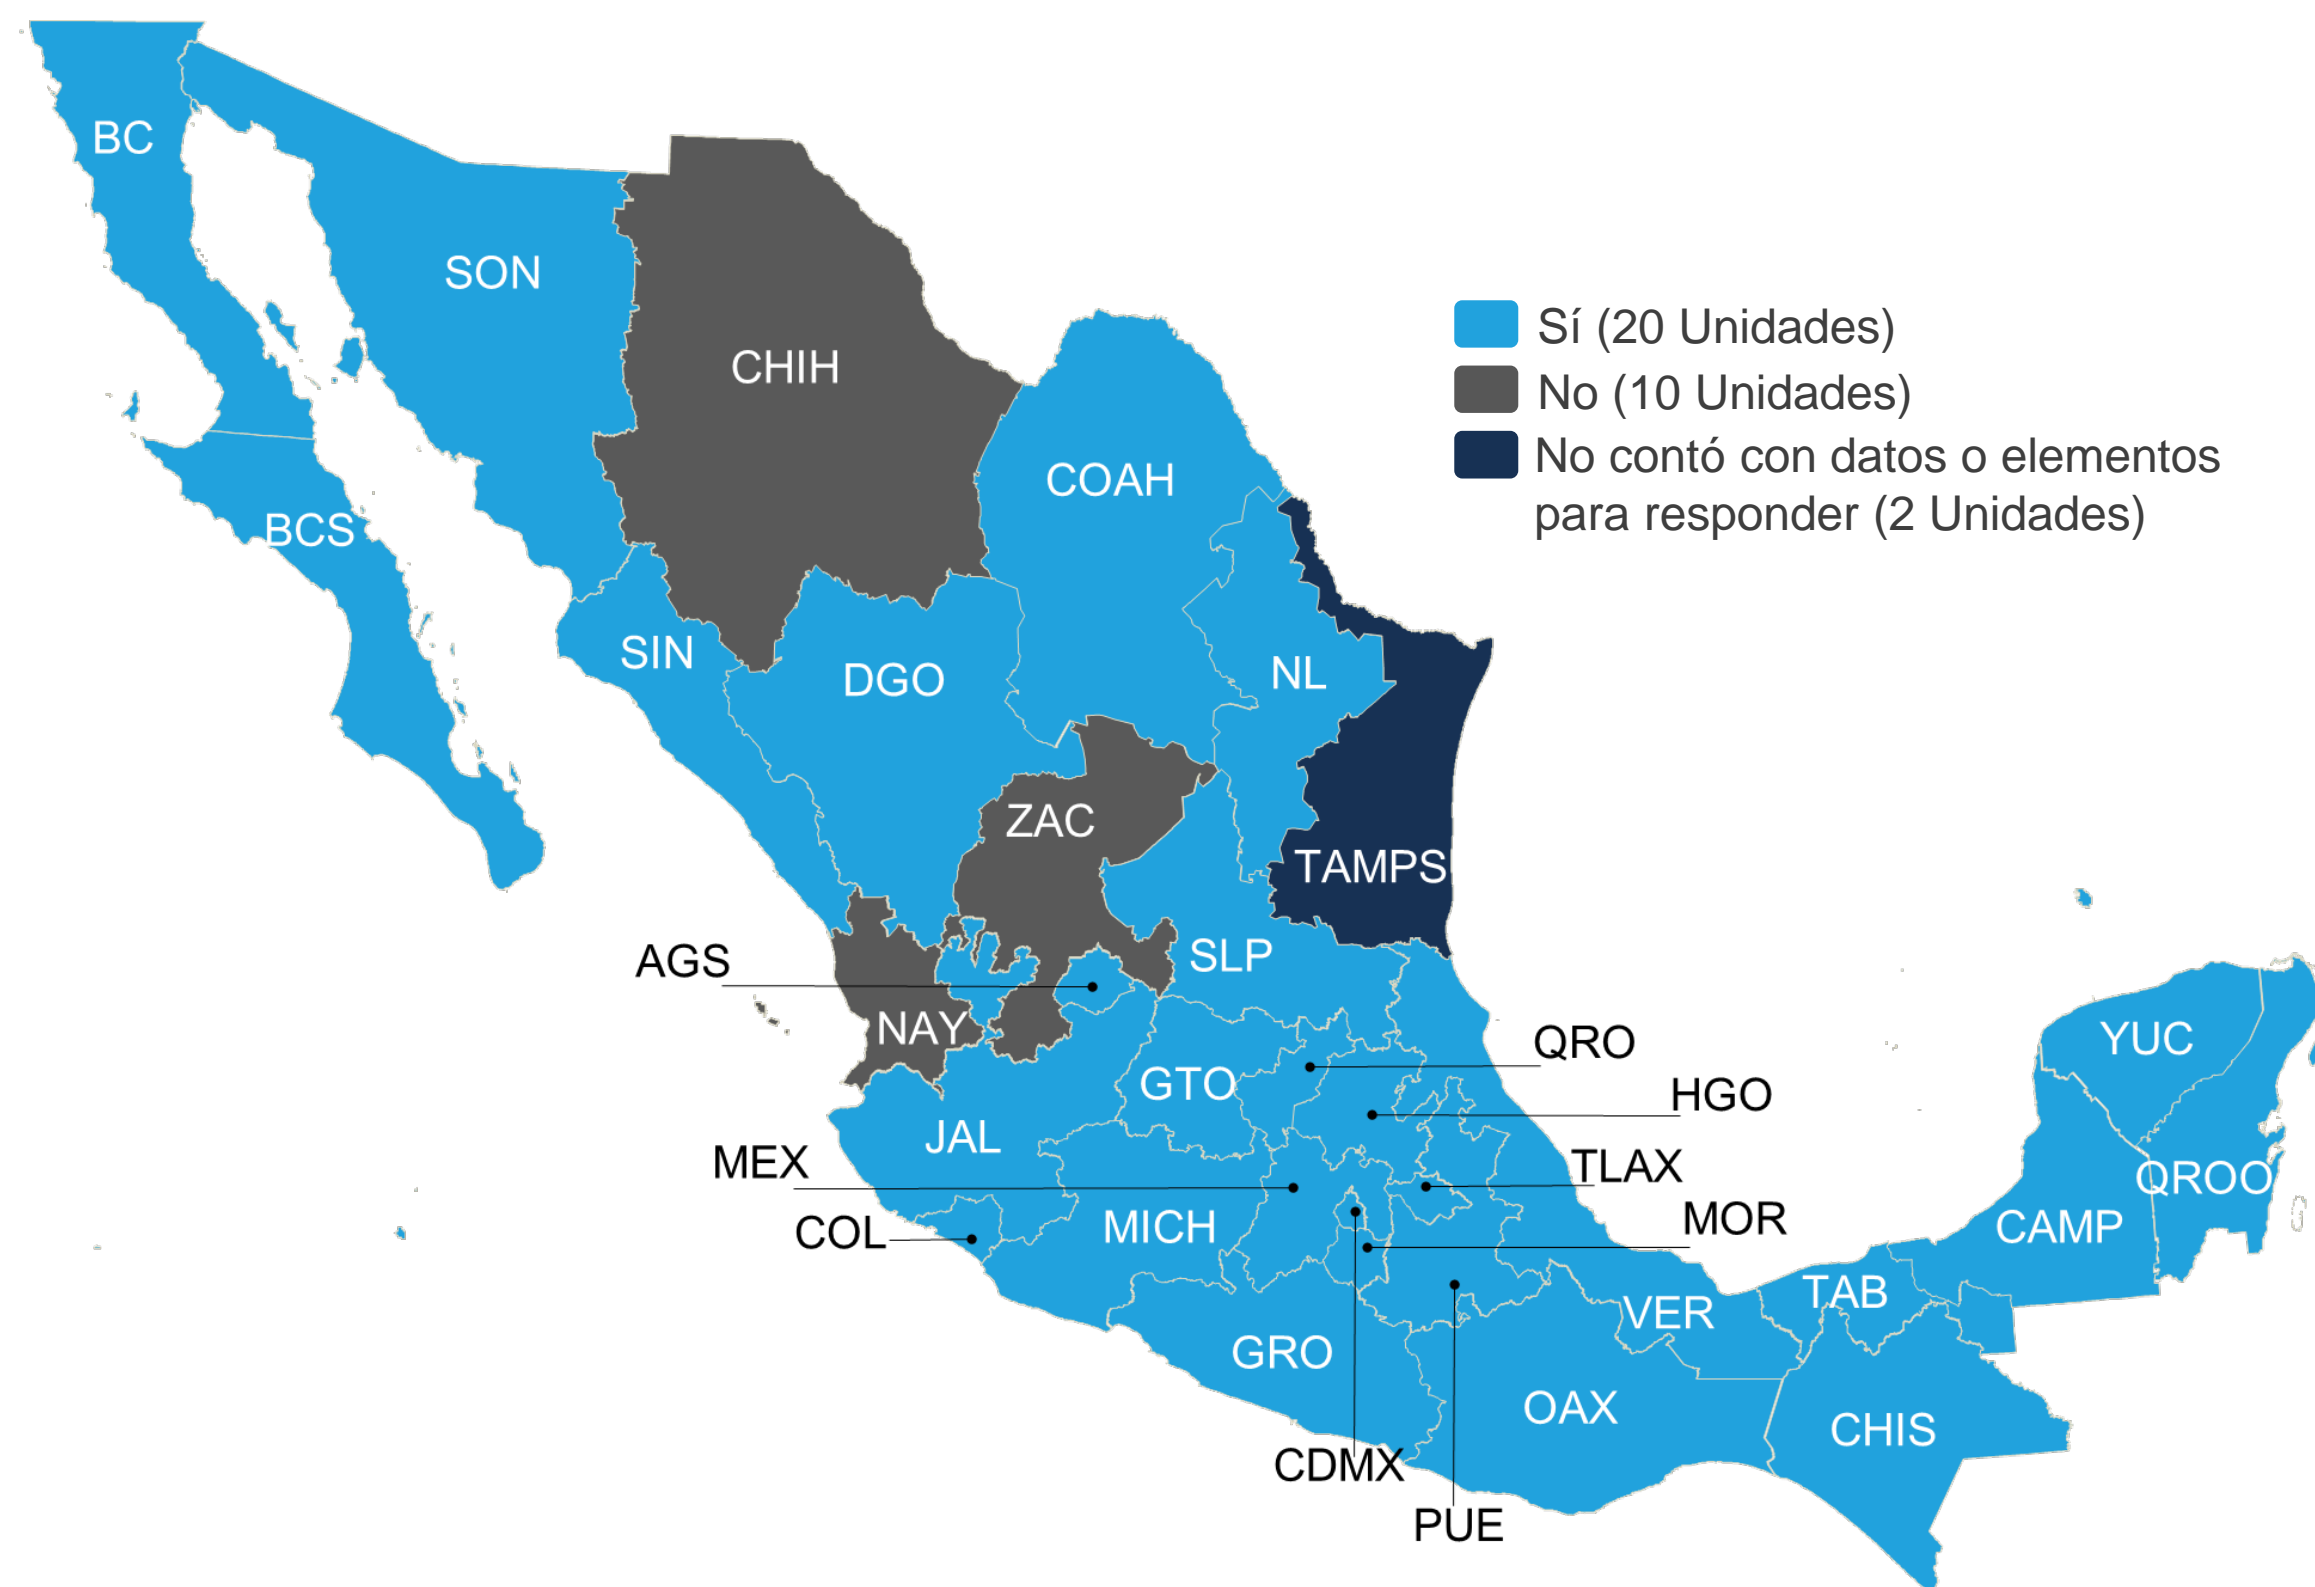 BC
SON
CHIH
Sí (20 Unidades)
No (10 Unidades)
No contó con datos o elementos
para responder (2 Unidades)
COAH
BCS
SIN
DGO
NL
ZAC
TAMPS
AGS
SLP
NAY
QRO
YUC
GTO
HGO
JAL
MEX
TLAX
QROO
COL
MICH
MOR
CAMP
TAB
VER
GRO
OAX
CHIS
CDMX
PUE